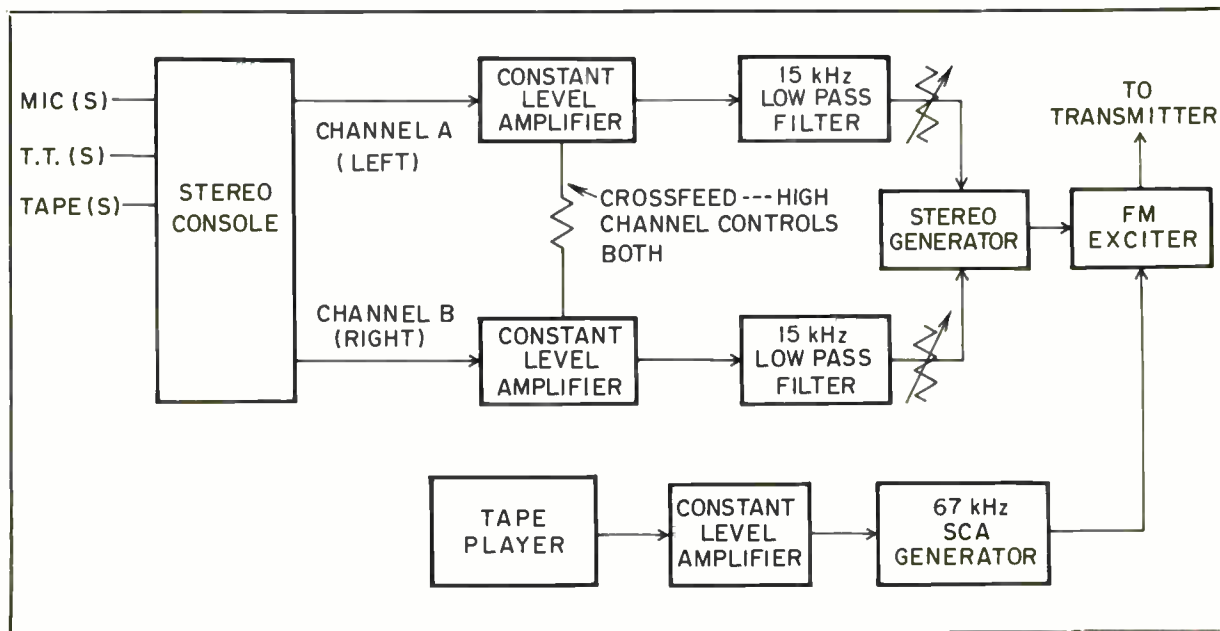 MIC (S)
T.T. (S)
TAPE (S)
STEREO
CONSOLE
CHANNEL A
(LEFT)
CONSTANT
LEVEL
AMPLIFIER
15 kHz
LOW PASS
FILTER
TO
TRANSMITTER
CROSSFEED --- HIGH
CHANNEL CONTROLS
BOTH
STEREO
GENERATOR
FM
EXCITER
CHANNEL B
(RIGHT)
CONSTANT
LEVEL
AMPLIFIER
15 kHz
LOW PASS
FILTER
TAPE
PLAYER
CONSTANT
LEVEL
AMPLIFIER
67 kHz
SCA
GENERATOR